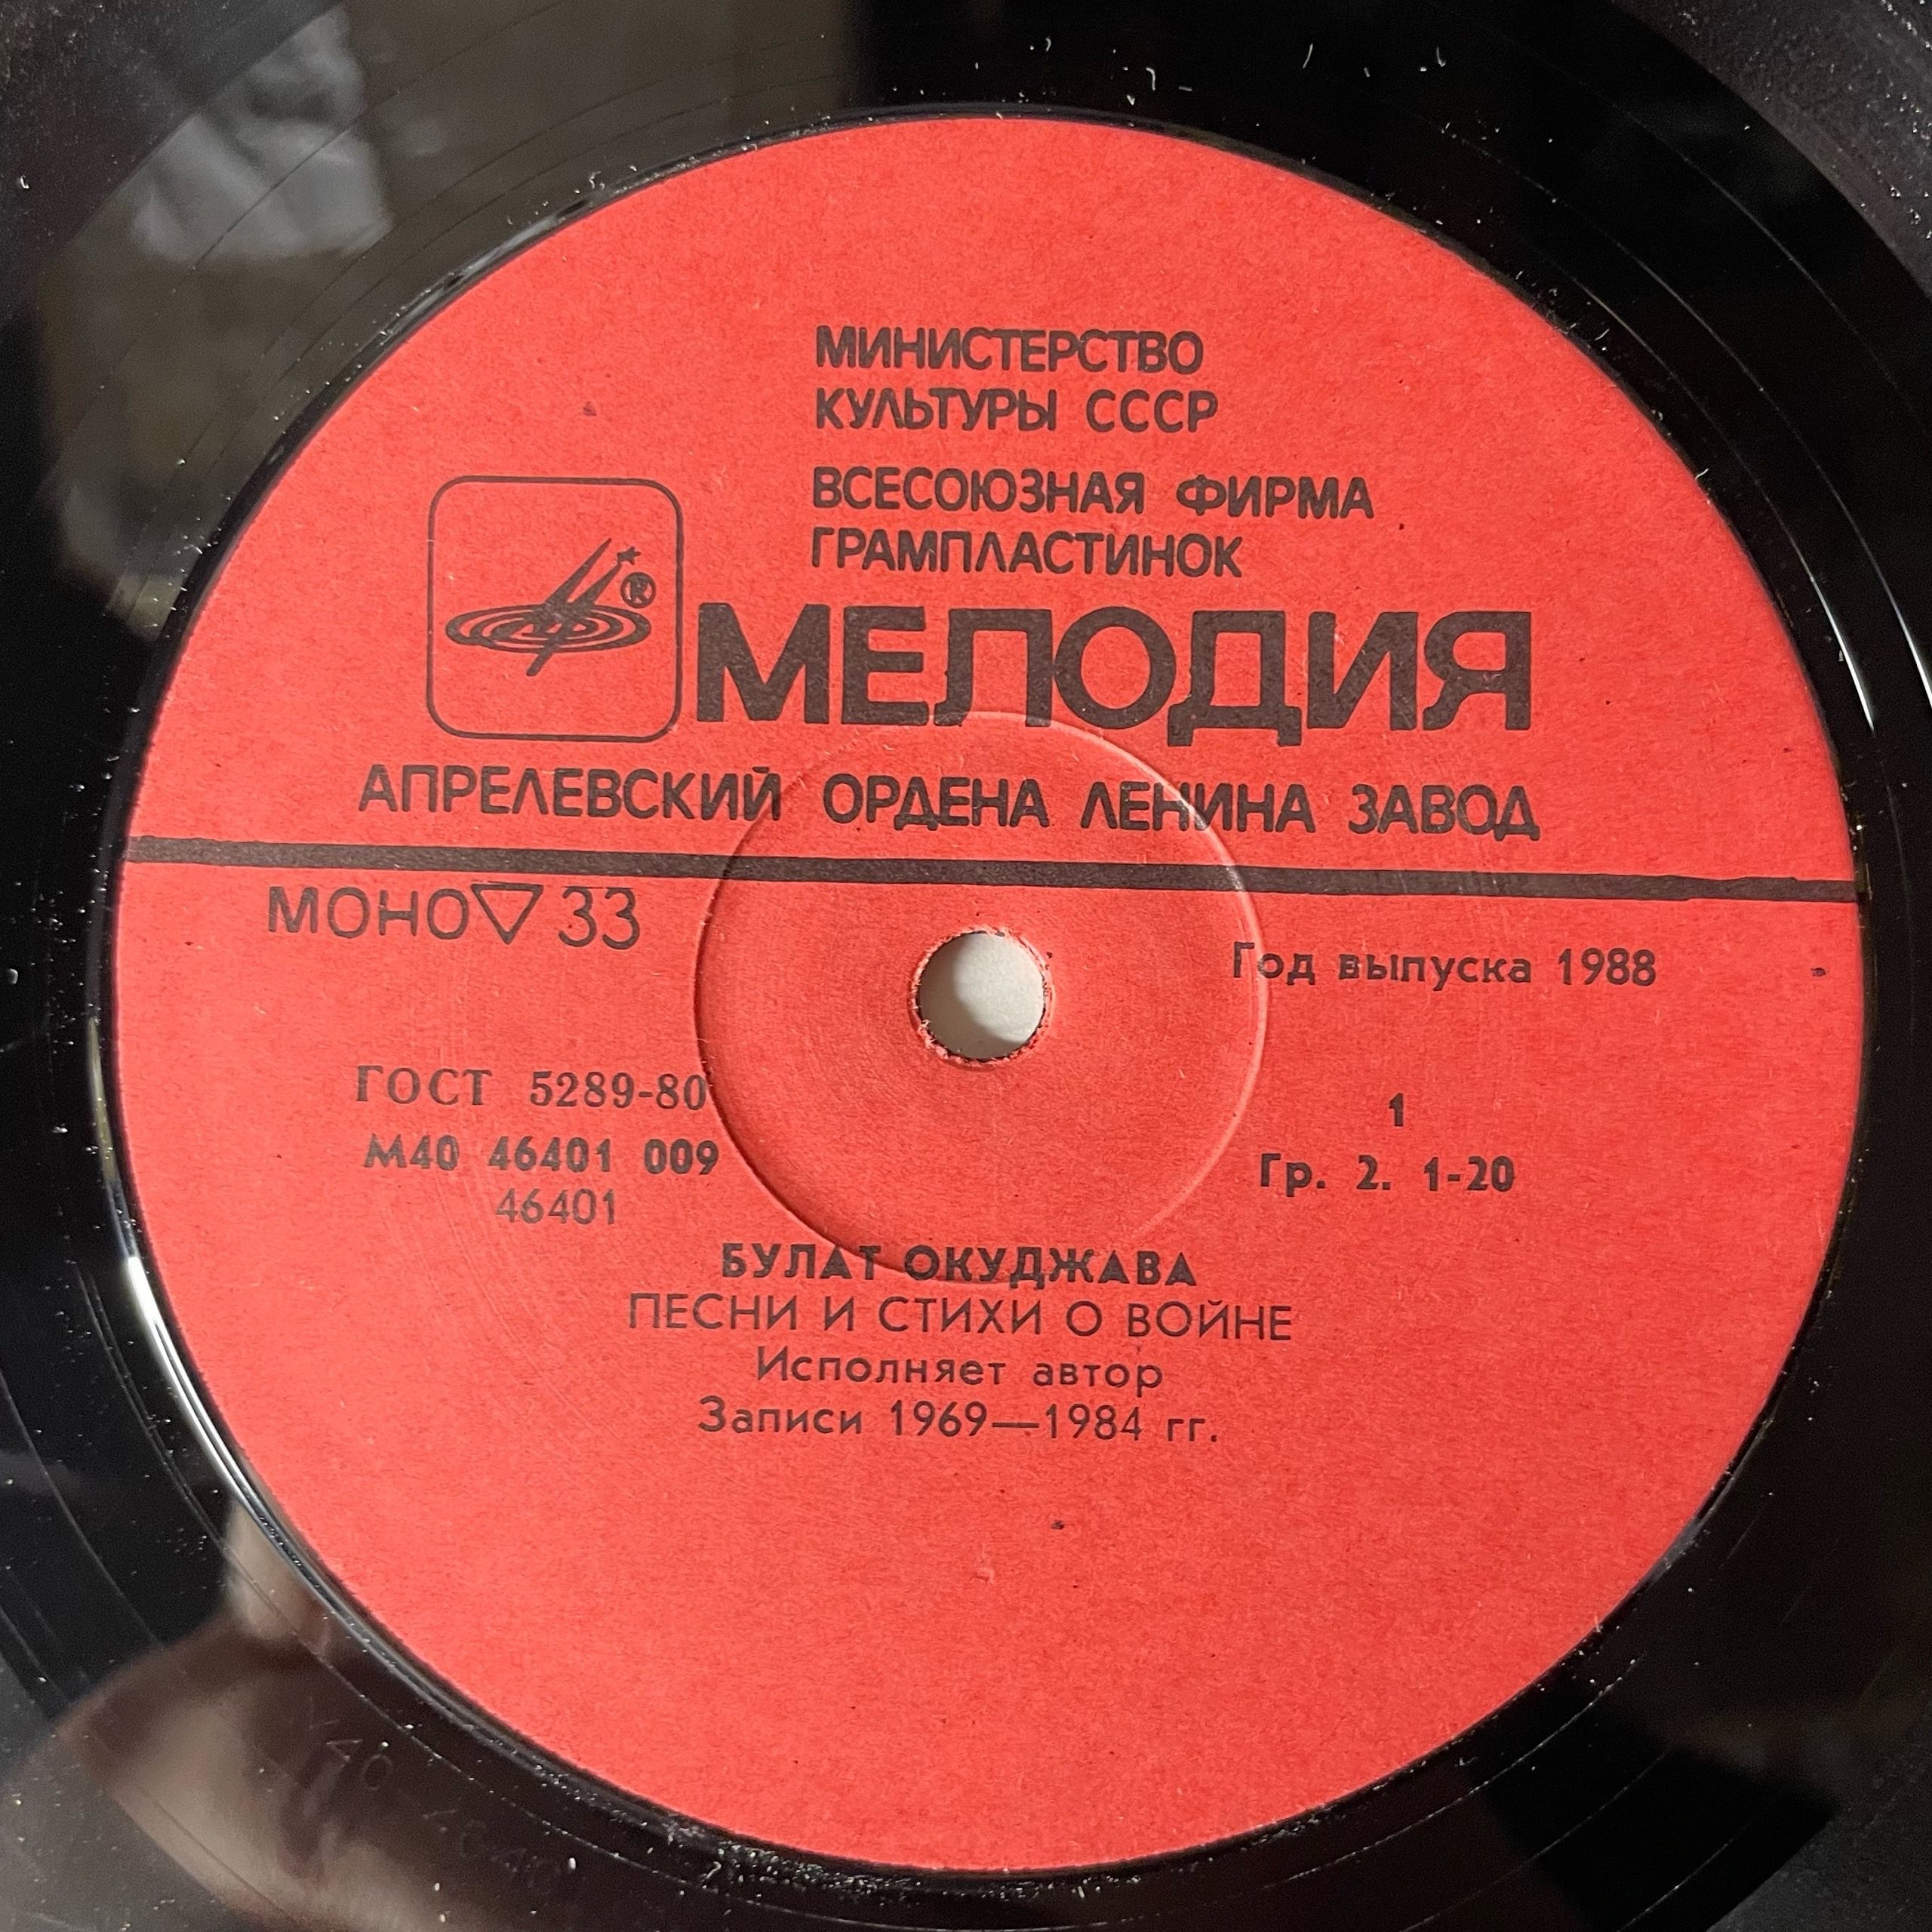 МИНИСТЕРСТВО
КУЛЬТУРЫ СССР
ВСЕСОЮЗНАЯ ФИРМА
ГРАМПЛАСТИНОК
®
МЕЛОДИЯ
АПРЕЛЕВСКИЙ ОРДЕНА ЛЕНИНА ЗАВОД
МОНО▽33
Год выпуска 1988
ГОСТ 5289-80
М40 46401 009
46401
1
Гр. 2. 1-20
БУЛАТ ОКУДЖАВА
ПЕСНИ И СТИХИ О ВОЙНЕ
Исполняет автор
Записи 1969—1984 гг.